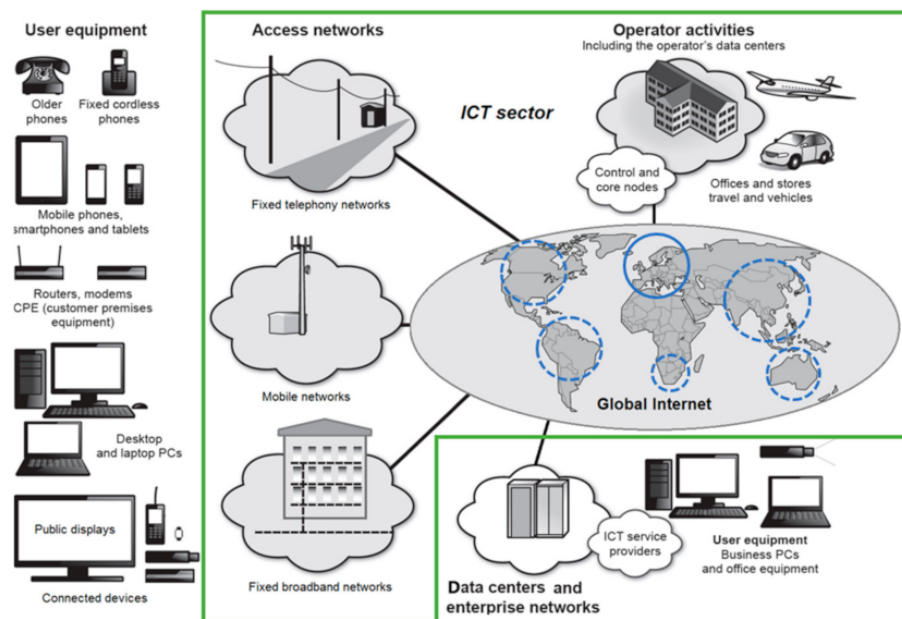 User equipment
Older
phones
Fixed cordless
phones
Mobile phones,
smartphones and tablets
Routers, modems
CPE (customer premises
equipment)
Desktop
and laptop PCs
Public displays
Connected devices
Access networks
Fixed telephony networks
Mobile networks
Fixed broadband networks
ICT sector
Operator activities
Including the operator's data centers
Control and
core nodes
Offices and stores
travel and vehicles
Global Internet
ICT service
providers
User equipment
Business PCs
and office equipment
Data centers and
enterprise networks